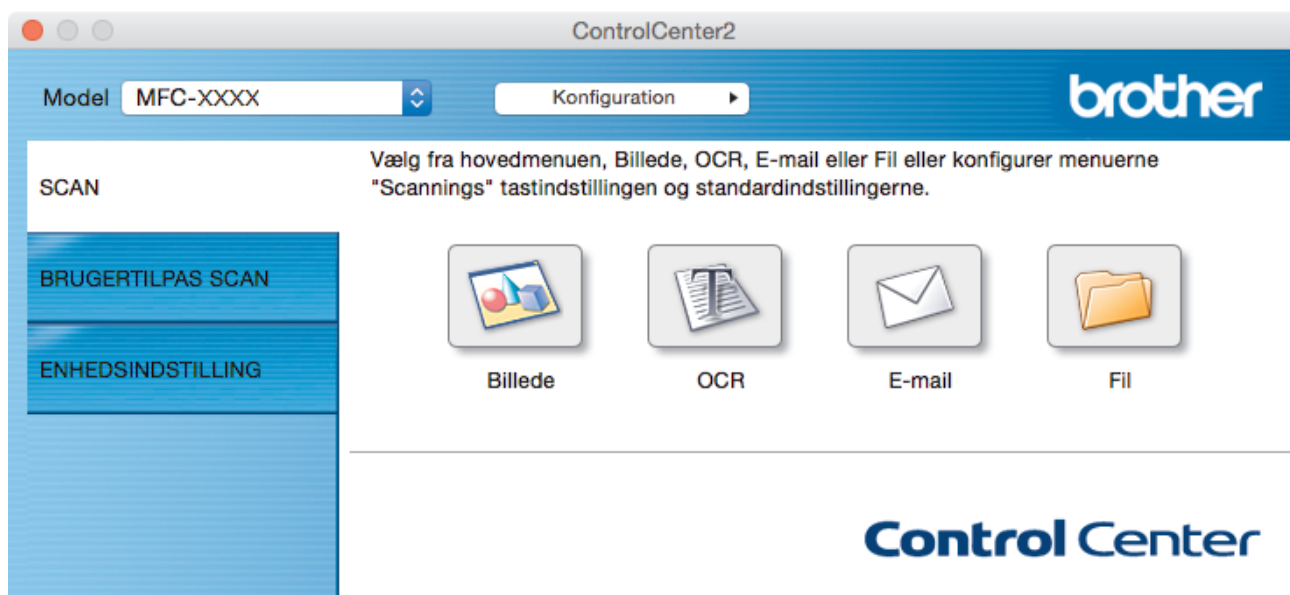 ControlCenter2
Model MFC-XXXX Konfiguration brother
SCAN
BRUGERTILPAS SCAN
ENHEDSINDSTILLING
Vælg fra hovedmenuen, Billede, OCR, E-mail eller Fil eller konfigurer menuerne
"Scannings" tastindstillingen og standardindstillingerne.
Billede OCR E-mail Fil
Control Center